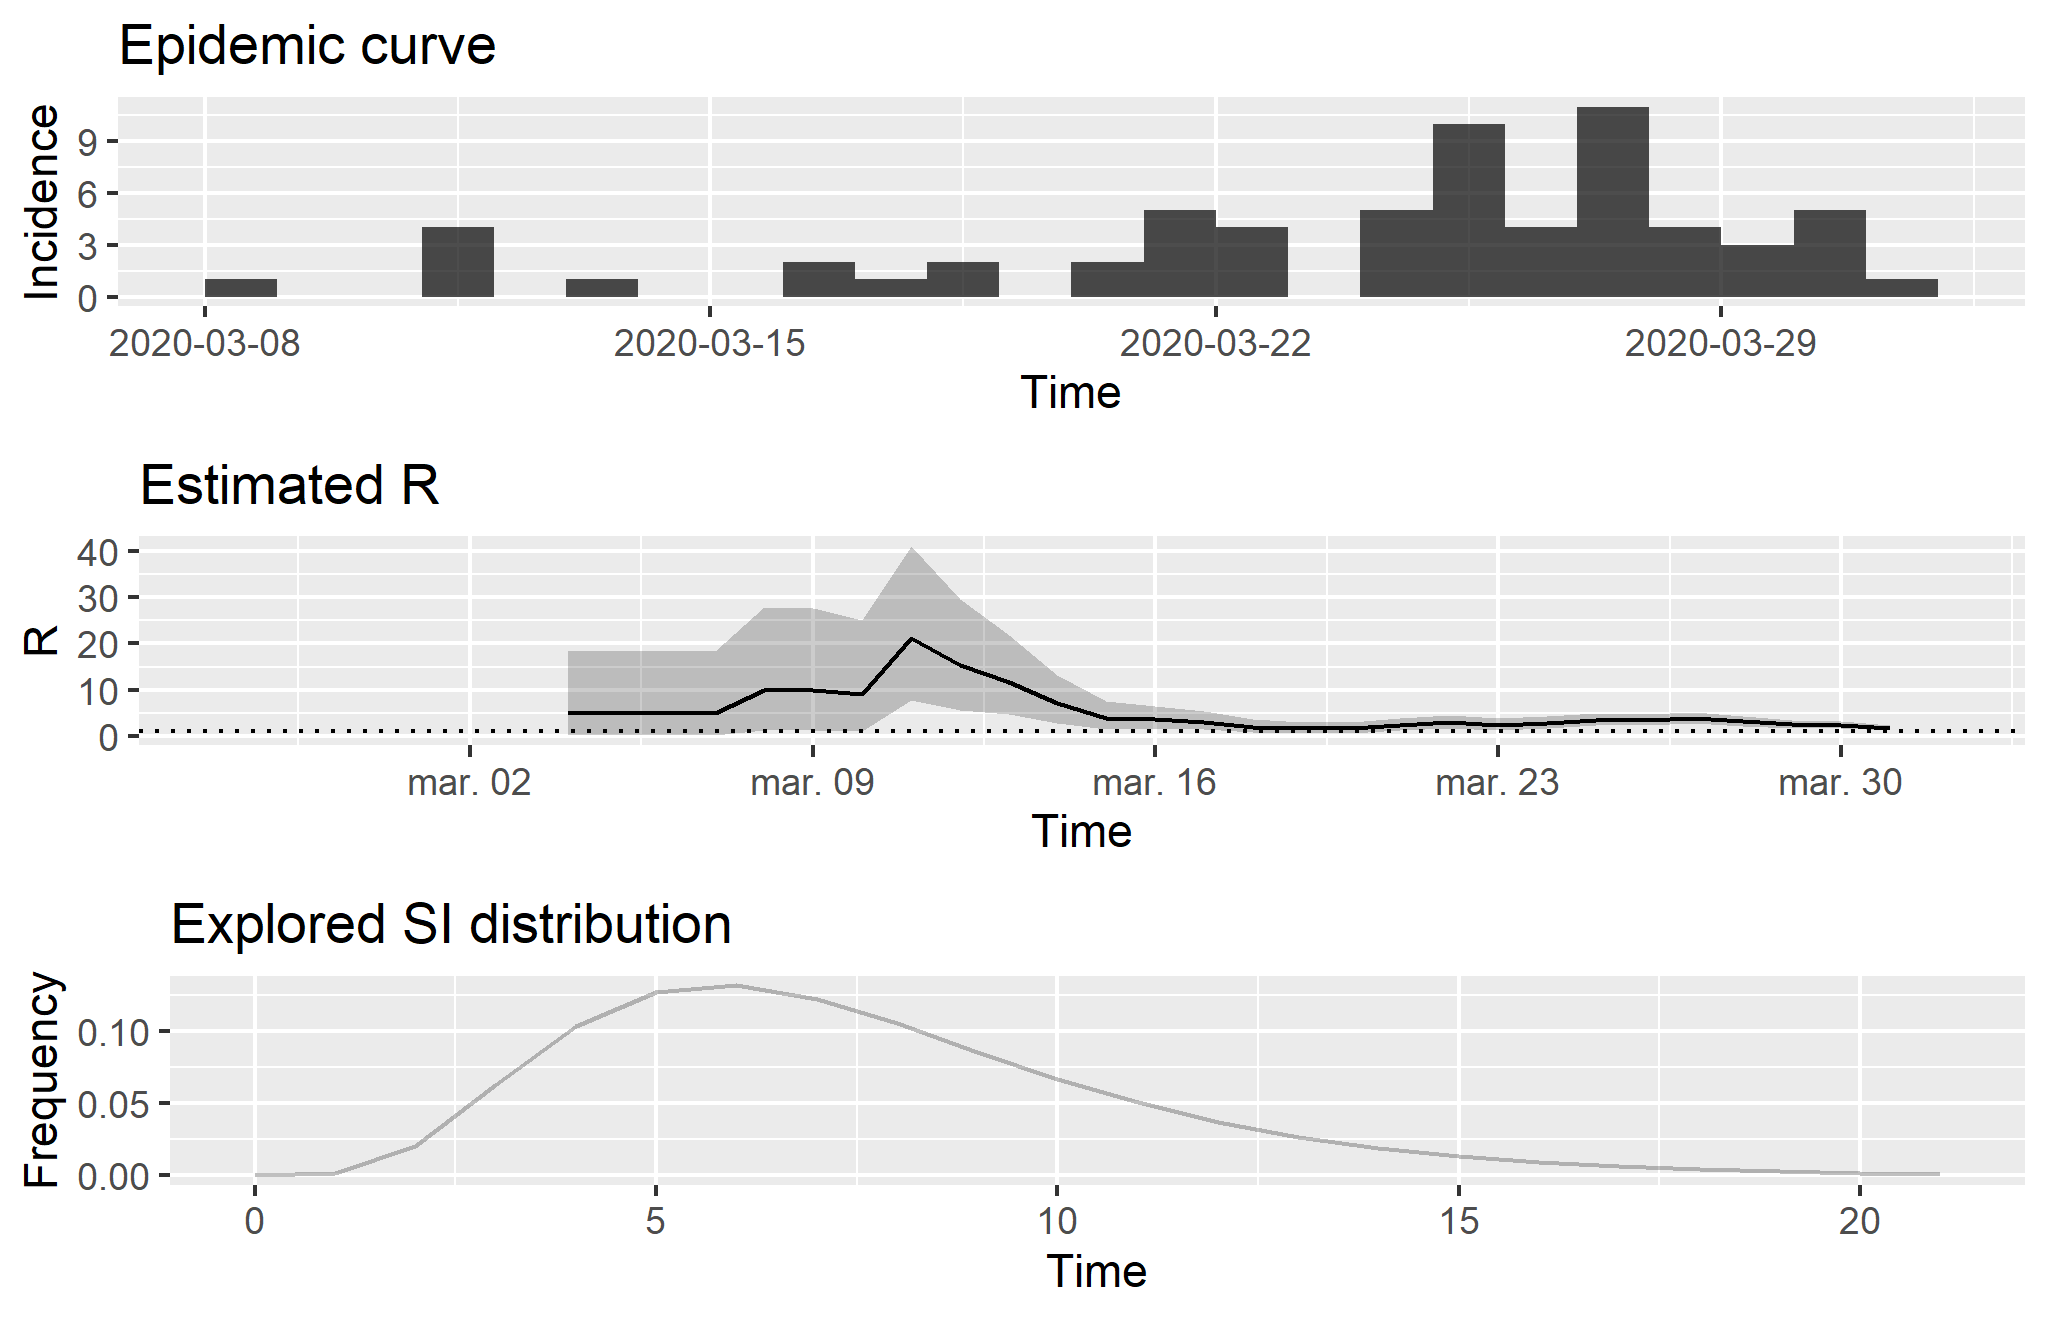 Epidemic curve
Incidence
9
6
3
0
2020-03-08 2020-03-15 2020-03-22 2020-03-29
Time
Estimated R
R
40
30
20
10
0
mar. 02 mar. 09 mar. 16 mar. 23 mar. 30
Time
Explored SI distribution
Frequency
0.10
0.05
0.00
0 5 10 15 20
Time